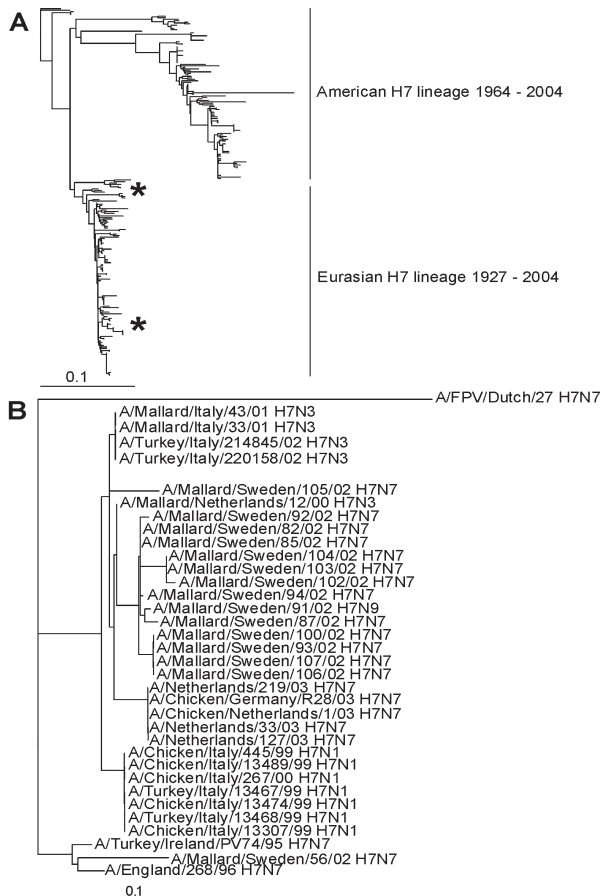 A
American H7 lineage 1964 - 2004
*
Eurasian H7 lineage 1927 - 2004
*
0.1
B
A/FPV/Dutch/27 H7N7
A/Mallard/Italy/43/01 H7N3
A/Mallard/Italy/33/01 H7N3
A/Turkey/Italy/214845/02 H7N3
A/Turkey/Italy/220158/02 H7N3
A/Mallard/Sweden/105/02 H7N7
A/Mallard/Netherlands/12/00 H7N3
A/Mallard/Sweden/92/02 H7N7
A/Mallard/Sweden/82/02 H7N7
A/Mallard/Sweden/85/02 H7N7
A/Mallard/Sweden/104/02 H7N7
A/Mallard/Sweden/103/02 H7N7
A/Mallard/Sweden/102/02 H7N7
A/Mallard/Sweden/94/02 H7N7
A/Mallard/Sweden/91/02 H7N9
A/Mallard/Sweden/87/02 H7N7
A/Mallard/Sweden/100/02 H7N7
A/Mallard/Sweden/93/02 H7N7
A/Mallard/Sweden/107/02 H7N7
A/Mallard/Sweden/106/02 H7N7
A/Netherlands/219/03 H7N7
A/Chicken/Germany/R28/03 H7N7
A/Chicken/Netherlands/1/03 H7N7
A/Netherlands/33/03 H7N7
A/Netherlands/127/03 H7N7
A/Chicken/Italy/445/99 H7N1
A/Chicken/Italy/13489/99 H7N1
A/Chicken/Italy/267/00 H7N1
A/Turkey/Italy/13467/99 H7N1
A/Chicken/Italy/13474/99 H7N1
A/Turkey/Italy/13468/99 H7N1
A/Chicken/Italy/13307/99 H7N1
A/Turkey/Ireland/PV74/95 H7N7
A/Mallard/Sweden/56/02 H7N7
A/England/268/96 H7N7
0.1